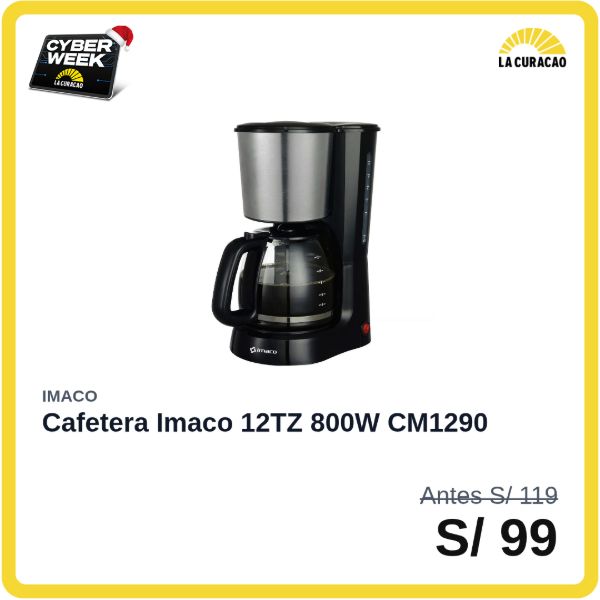 CYBER
WEEK
LA CURACAO
LA CURACAO
imaco
IMACO
Cafetera Imaco 12TZ 800W CM1290
Antes S/ 119
S/ 99